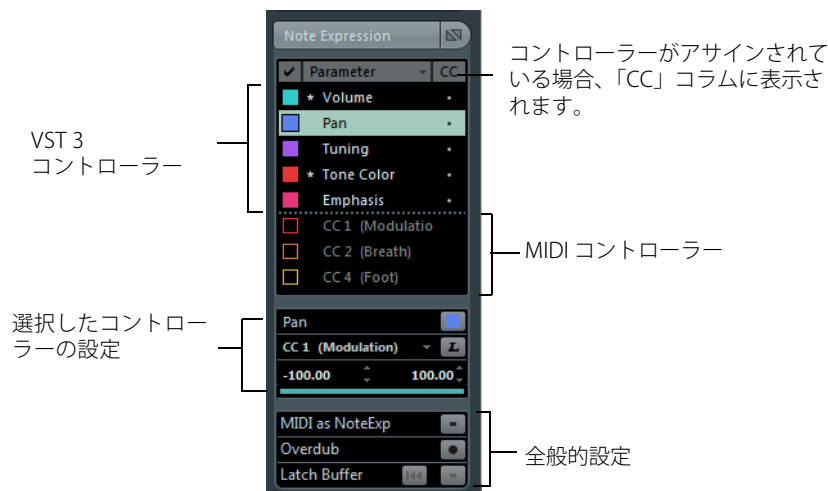 Note Expression
✓ Parameter CC
* Volume
Pan
Tuning
* Tone Color
Emphasis
CC 1 (Modulatio
CC 2 (Breath)
CC 4 (Foot)
Pan
CC 1 (Modulation) L
-100.00 100.00
MIDI as NoteExp
Overdub
Latch Buffer
VST 3
コントローラー
選択したコントロー
ラーの設定
コントローラーがアサインされて
いる場合、「CC」コラムに表示さ
れます。
MIDI コントローラー
全般的設定